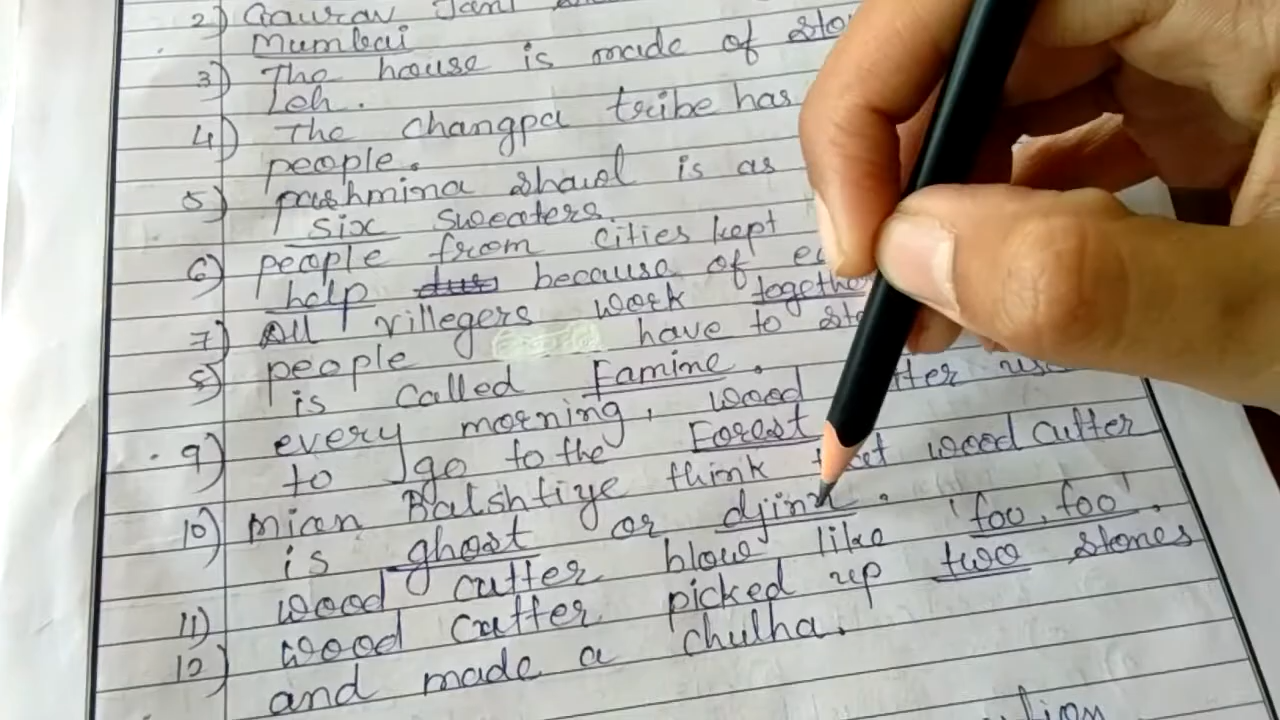 2) Gaurav Jani
Mumbai
3) The house is made of
Leh.
4) The changpa tribe has
people.
5) pashmina shawl is as
six sweaters.
6) people from cities kept
help because of
7) All villegers work together
8) people have to
is called Famine.
9) every morning, wood
to go to the Forest
10) mian Balshtiye think wood cutter
is ghost or djinn.
11) wood cutter blow like 'foo, foo'.
12) wood cutter picked up two stones
and made a chulha.